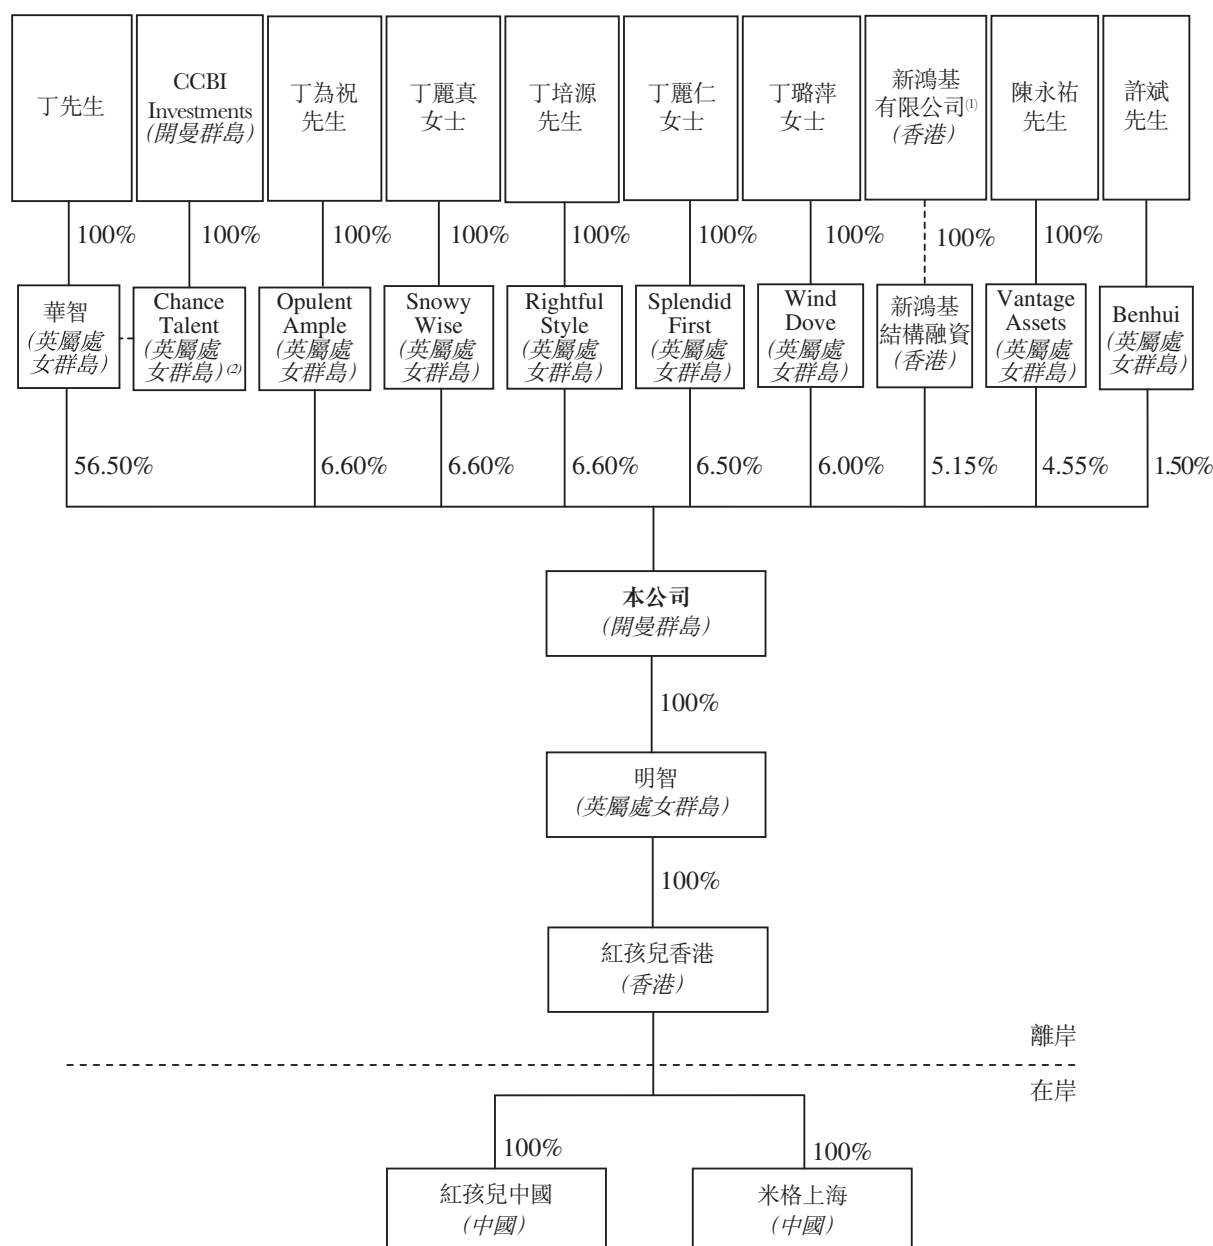 丁先生
CCBI
Investments
(開曼群島)
丁為祝
先生
丁麗真
女士
丁培源
先生
丁麗仁
女士
丁璐萍
女士
新鴻基
有限公司(1)
(香港)
陳永祐
先生
許斌
先生
100%
100%
100%
100%
100%
100%
100%
100%
100%
華智
(英屬處
女群島)
Chance
Talent
(英屬處
女群島)(2)
Opulent
Ample
(英屬處
女群島)
Snowy
Wise
(英屬處
女群島)
Rightful
Style
(英屬處
女群島)
Splendid
First
(英屬處
女群島)
Wind
Dove
(英屬處
女群島)
新鴻基
結構融資
(香港)
Vantage
Assets
(英屬處
女群島)
Benhui
(英屬處
女群島)
56.50%
6.60%
6.60%
6.60%
6.50%
6.00%
5.15%
4.55%
1.50%
本公司
(開曼群島)
100%
明智
(英屬處女群島)
100%
紅孩兒香港
(香港)
離岸
在岸
100%
100%
紅孩兒中國
(中國)
米格上海
(中國)